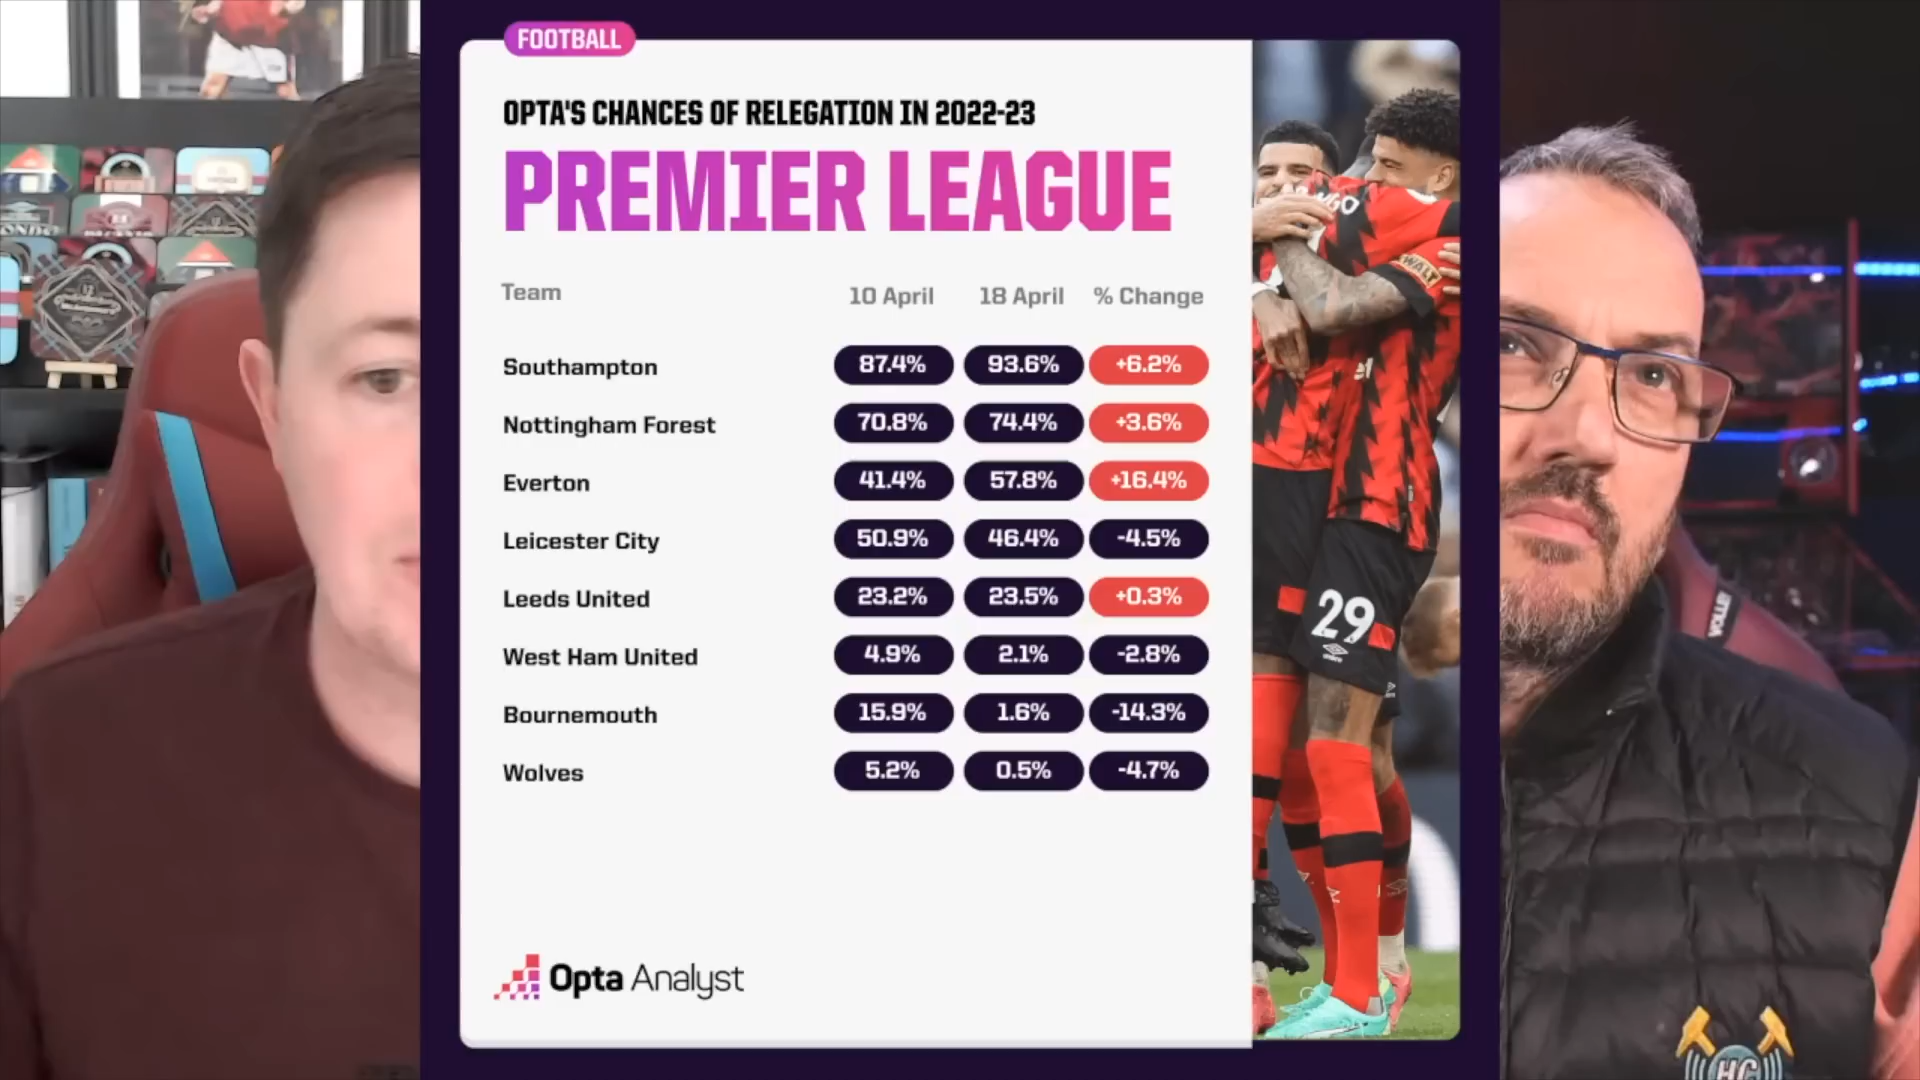 FOOTBALL
OPTA'S CHANCES OF RELEGATION IN 2022-23
PREMIER LEAGUE
Team 10 April 18 April % Change
Southampton 87.4% 93.6% +6.2%
Nottingham Forest 70.8% 74.4% +3.6%
Everton 41.4% 57.8% +16.4%
Leicester City 50.9% 46.4% -4.5%
Leeds United 23.2% 23.5% +0.3%
West Ham United 4.9% 2.1% -2.8%
Bournemouth 15.9% 1.6% -14.3%
Wolves 5.2% 0.5% -4.7%
Opta Analyst
29
umbro
HC